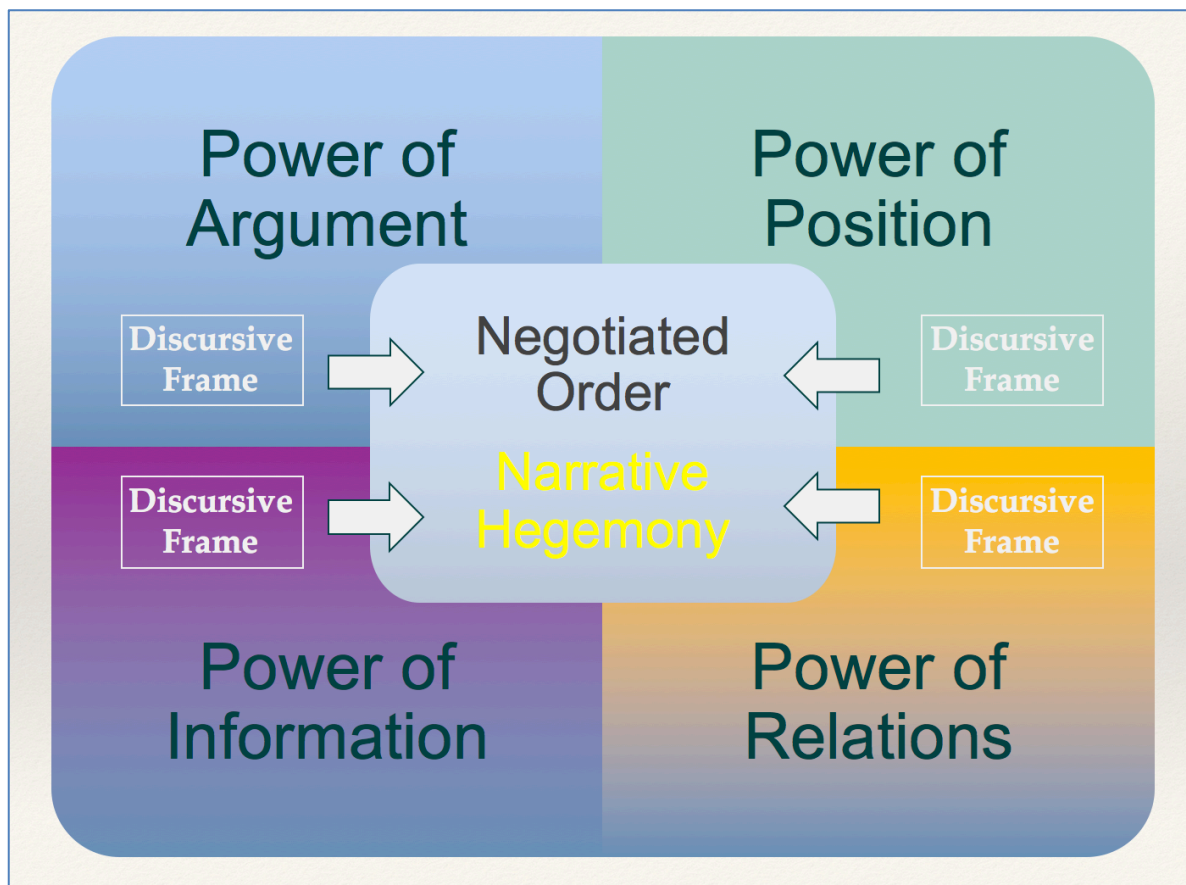 Power of
Argument
Power of
Position
Discursive
Frame
Negotiated
Order
Discursive
Frame
Discursive
Frame
Narrative
Hegemony
Discursive
Frame
Power of
Information
Power of
Relations